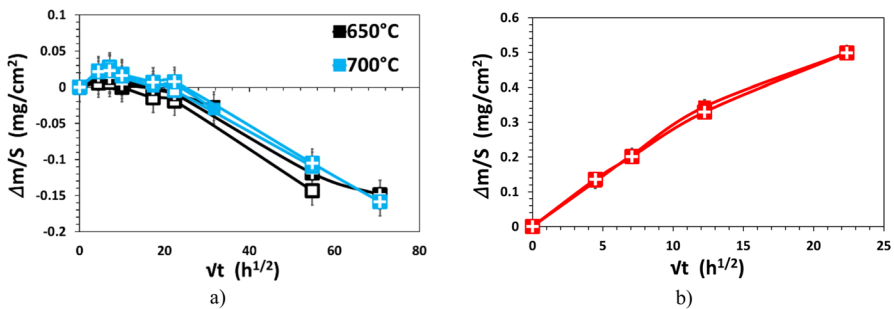 0.1
0.05
0
-0.05
-0.1
-0.15
-0.2
Δm/S (mg/cm²)
650°C
700°C
0 20 40 60 80
√t (h^1/2)
a)
0.6
0.5
0.4
0.3
0.2
0.1
0
Δm/S (mg/cm²)
0 5 10 15 20 25
√t (h^1/2)
b)